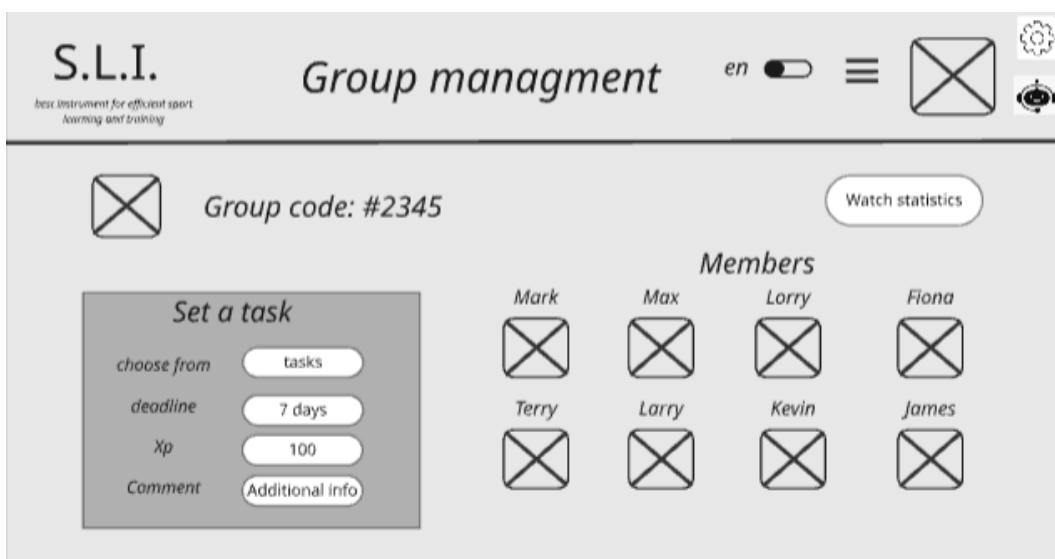 S.L.I.
best instrument for efficient sport
learning and training
Group managment
en
Group code: #2345
Watch statistics
Members
Mark Max Lorry Fiona
Terry Larry Kevin James
Set a task
choose from tasks
deadline 7 days
Xp 100
Comment Additional info